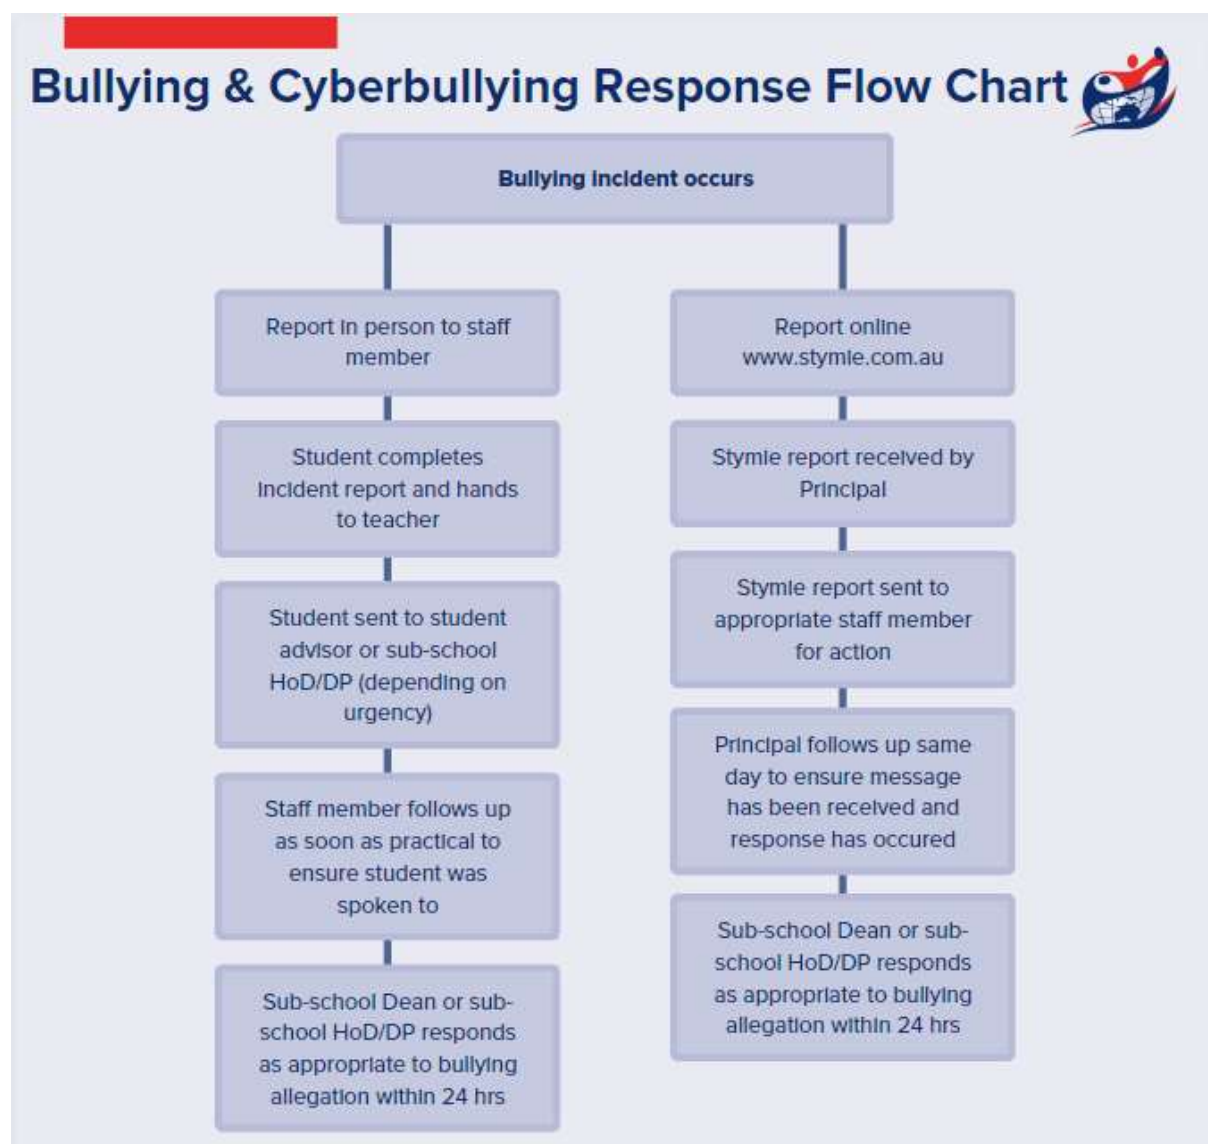 Bullying & Cyberbullying Response Flow Chart
Bullying incident occurs
Report in person to staff
member
Student completes
incident report and hands
to teacher
Student sent to student
advisor or sub-school
HoD/DP (depending on
urgency)
Staff member follows up
as soon as practical to
ensure student was
spoken to
Sub-school Dean or sub-
school HoD/DP responds
as appropriate to bullying
allegation within 24 hrs
Report online
www.stymie.com.au
Stymie report received by
Principal
Stymie report sent to
appropriate staff member
for action
Principal follows up same
day to ensure message
has been received and
response has occured
Sub-school Dean or sub-
school HoD/DP responds
as appropriate to bullying
allegation within 24 hrs